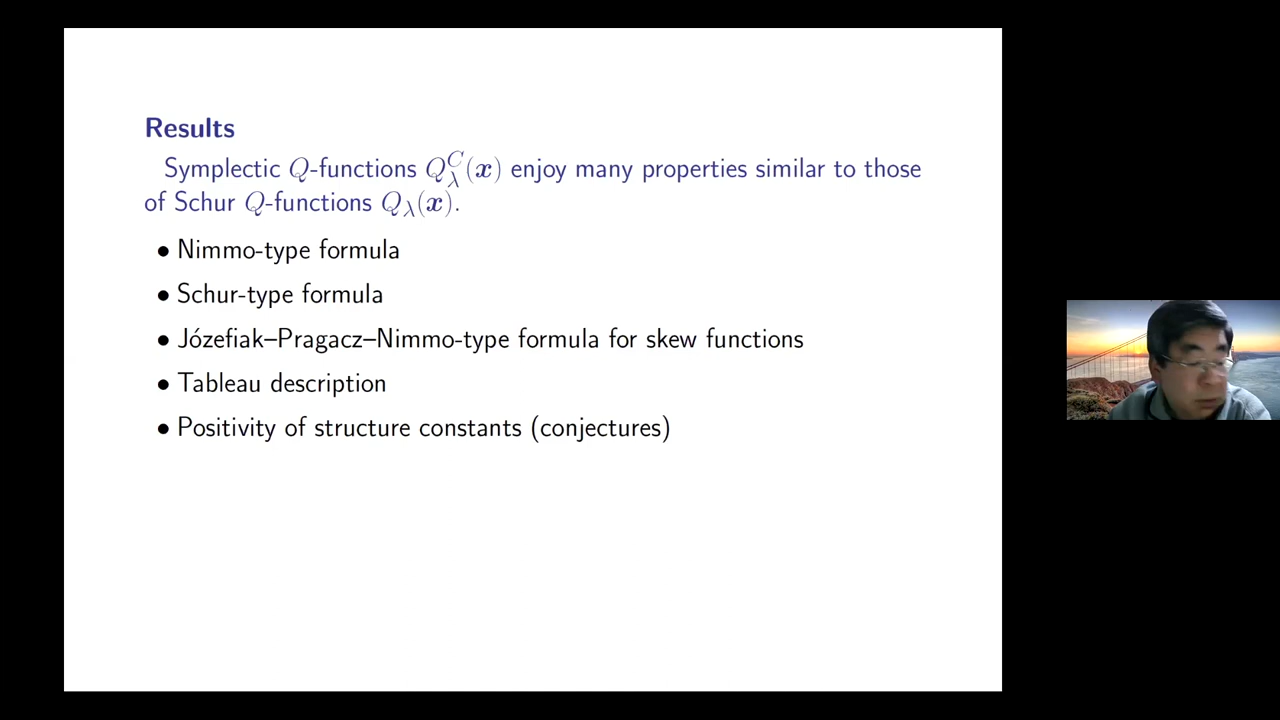 Results
Symplectic Q-functions Q^C_λ(x) enjoy many properties similar to those
of Schur Q-functions Q_λ(x).
• Nimmo-type formula
• Schur-type formula
• Józefiak–Pragacz–Nimmo-type formula for skew functions
• Tableau description
• Positivity of structure constants (conjectures)